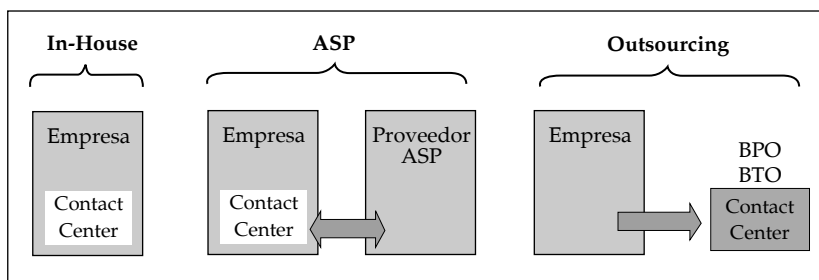 In-House
ASP
Outsourcing
Empresa
Contact
Center
Empresa
Contact
Center
Proveedor
ASP
Empresa
BPO
BTO
Contact
Center